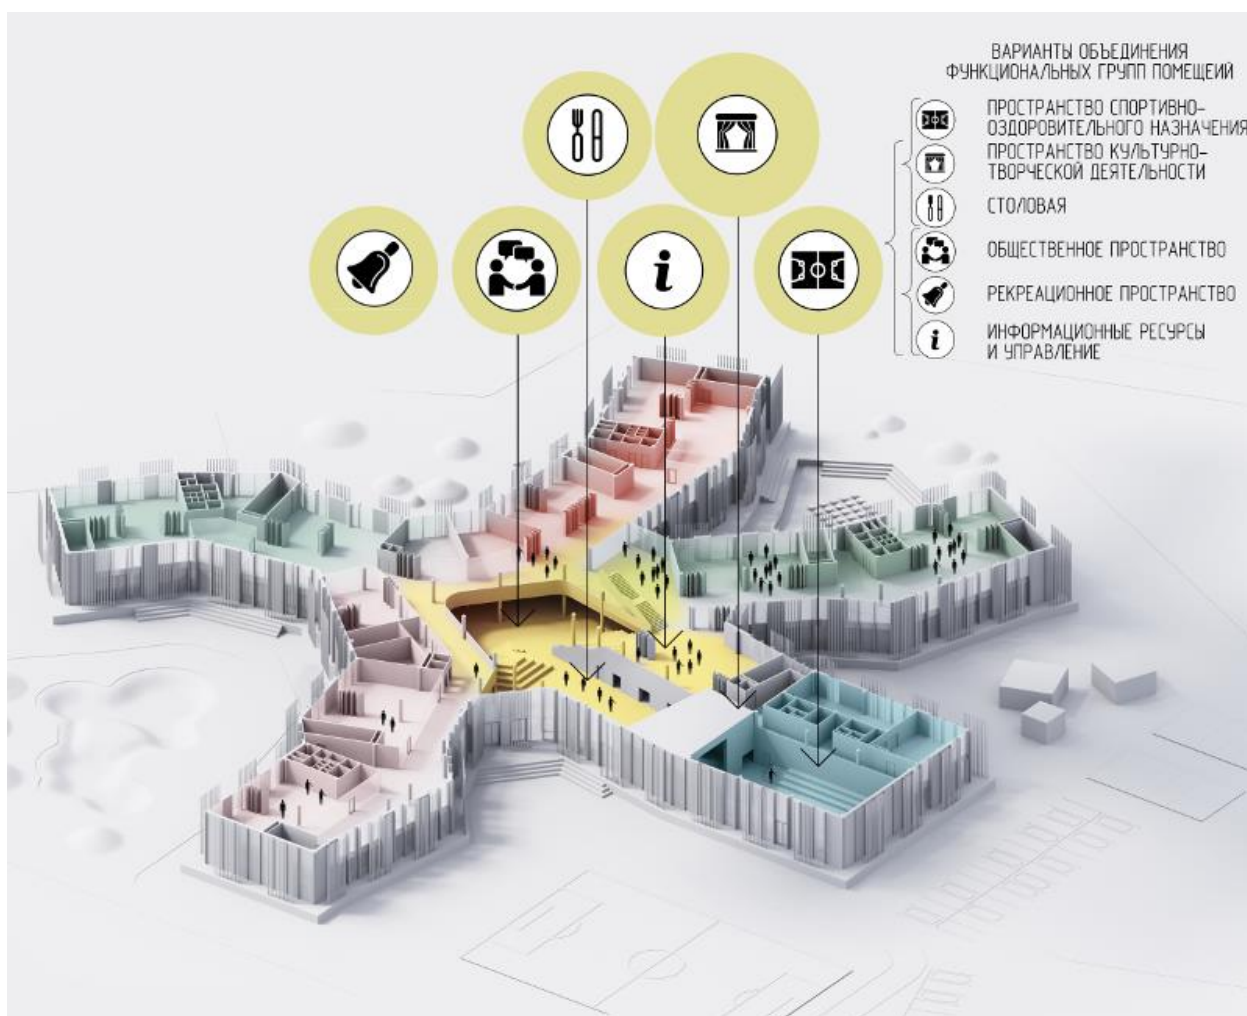 ВАРИАНТЫ ОБЪЕДИНЕНИЯ
ФУНКЦИОНАЛЬНЫХ ГРУПП ПОМЕЩЕИЙ
ПРОСТРАНСТВО СПОРТИВНО-
ОЗДОРОВИТЕЛЬНОГО НАЗНАЧЕНИЯ
ПРОСТРАНСТВО КУЛЬТУРНО-
ТВОРЧЕСКОЙ ДЕЯТЕЛЬНОСТИ
СТОЛОВАЯ
ОБЩЕСТВЕННОЕ ПРОСТРАНСТВО
РЕКРЕАЦИОННОЕ ПРОСТРАНСТВО
ИНФОРМАЦИОННЫЕ РЕСУРСЫ
И УПРАВЛЕНИЕ